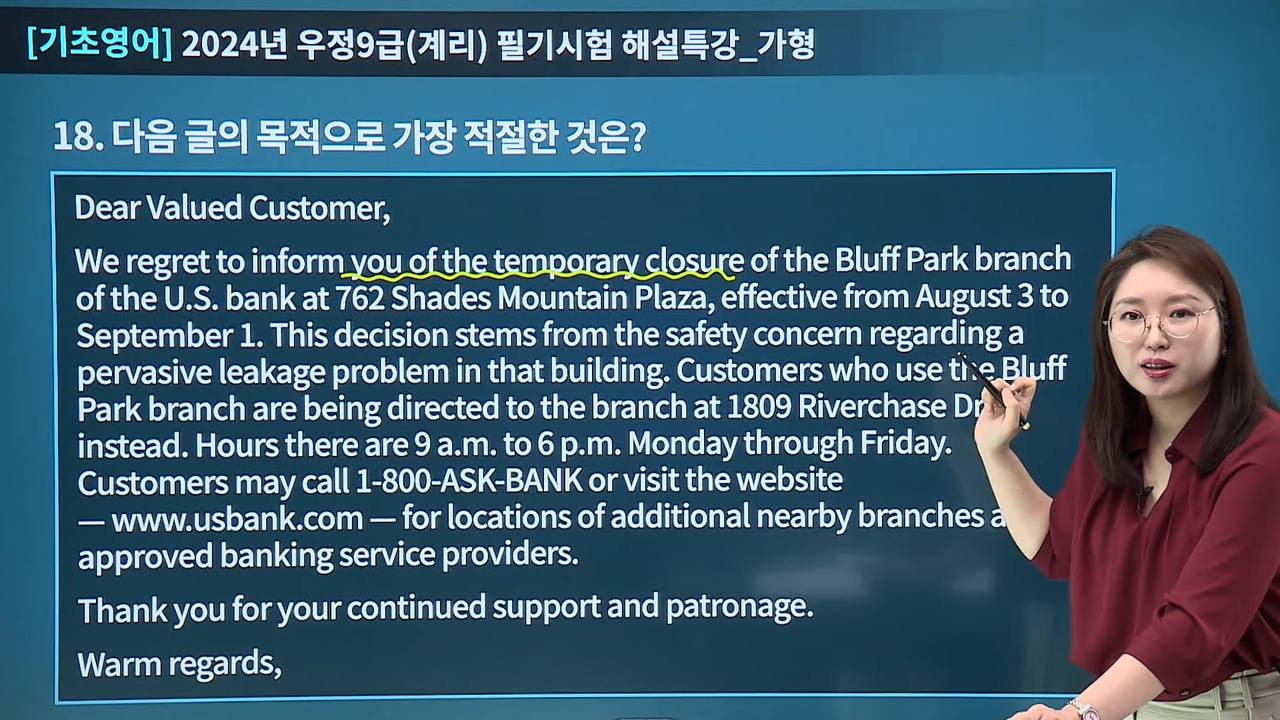 [기초영어] 2024년 우정9급(계리) 필기시험 해설특강_가형
18. 다음 글의 목적으로 가장 적절한 것은?
Dear Valued Customer,
We regret to inform you of the temporary closure of the Bluff Park branch
of the U.S. bank at 762 Shades Mountain Plaza, effective from August 3 to
September 1. This decision stems from the safety concern regarding a
pervasive leakage problem in that building. Customers who use the Bluff
Park branch are being directed to the branch at 1809 Riverchase
instead. Hours there are 9 a.m. to 6 p.m. Monday through Friday.
Customers may call 1-800-ASK-BANK or visit the website
— www.usbank.com — for locations of additional nearby branches
approved banking service providers.
Thank you for your continued support and patronage.
Warm regards,